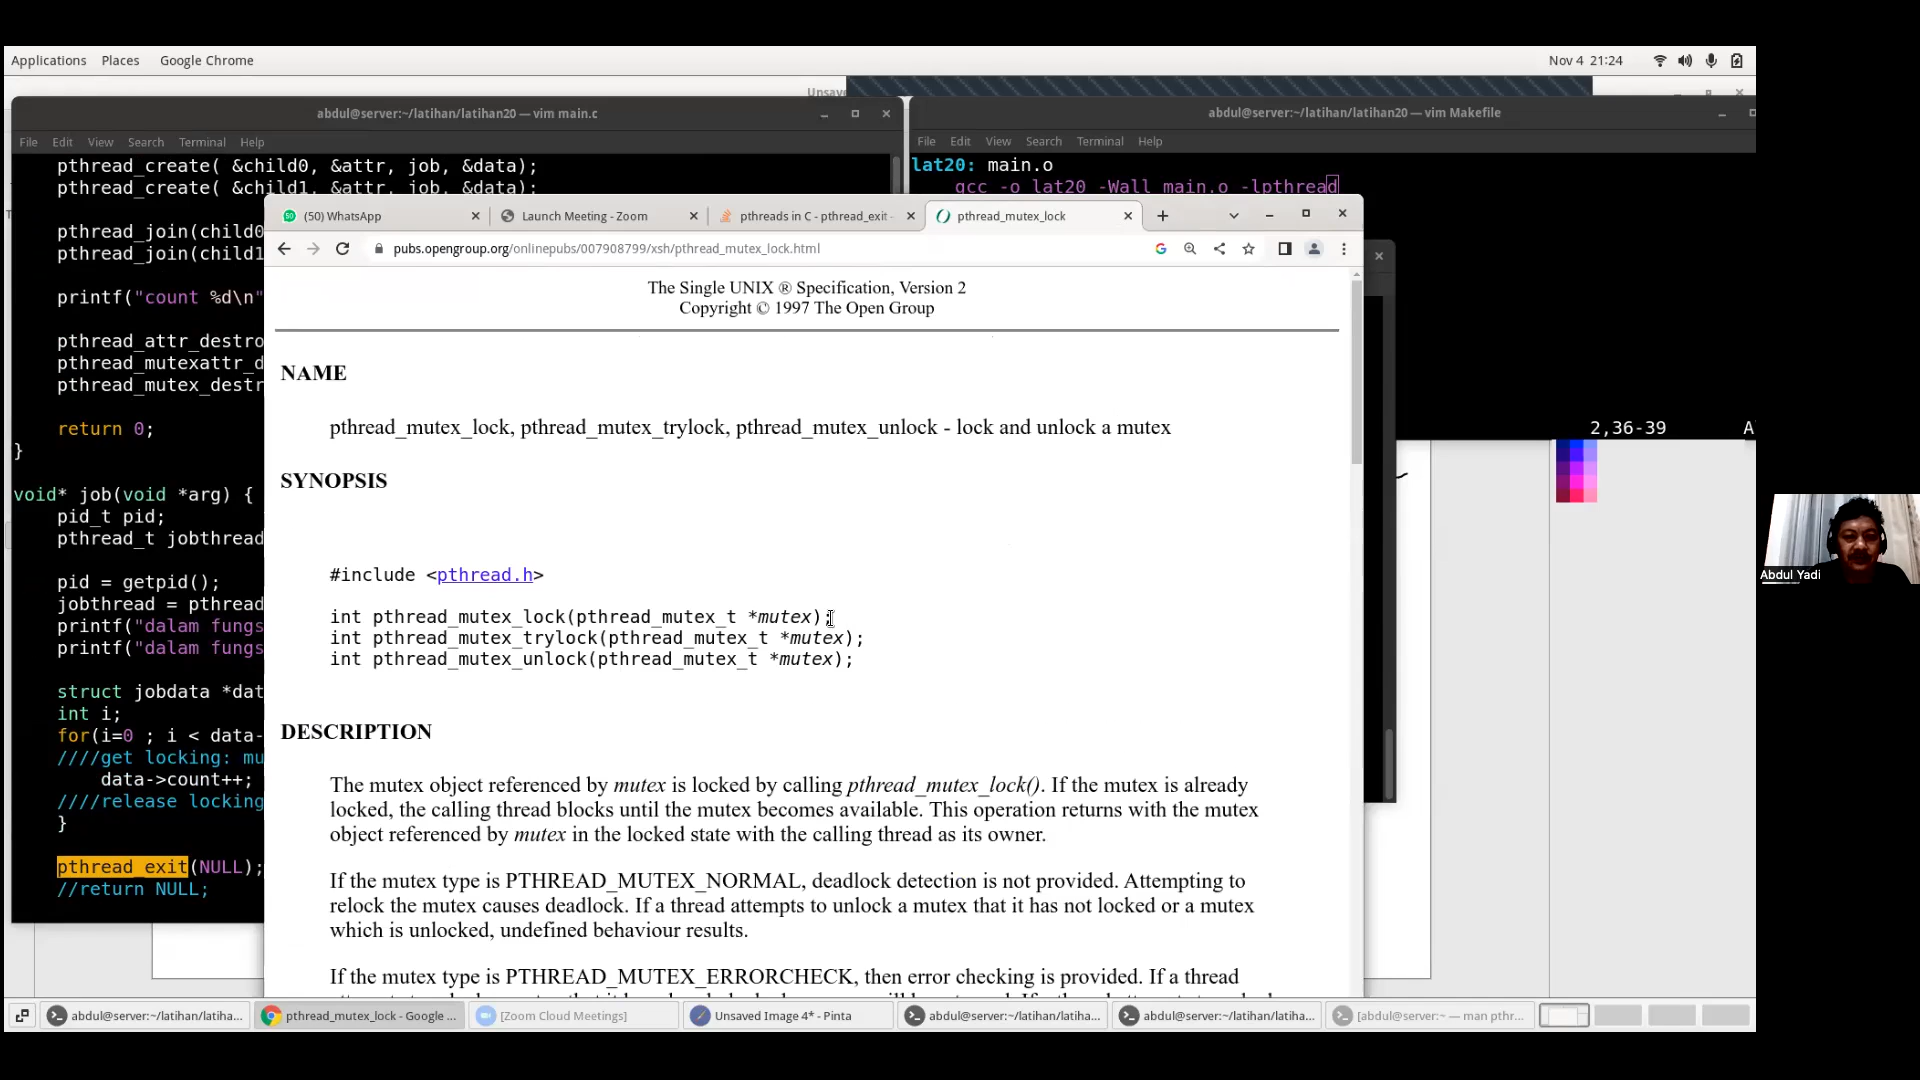 Applications Places Google Chrome
Nov 4 21:24
Unsave
abdul@server:~/latihan/latihan20 — vim main.c
File Edit View Search Terminal Help
pthread_create( &child0, &attr, job, &data);
pthread_create( &child1, &attr, job, &data);
pthread_join(child0
pthread_join(child1
printf("count %d\n"
pthread_attr_destro
pthread_mutexattr_d
pthread_mutex_destr
return 0;
}
void* job(void *arg) {
pid_t pid;
pthread_t jobthread
pid = getpid();
jobthread = pthread
printf("dalam fungs
printf("dalam fungs
struct jobdata *dat
int i;
for(i=0 ; i < data-
////get locking: mu
data->count++;
////release locking
}
pthread_exit(NULL);
//return NULL;
abdul@server:~/latihan/latihan20 — vim Makefile
File Edit View Search Terminal Help
lat20: main.o
gcc -o lat20 -Wall main.o -lpthread
2,36-39 A
(50) WhatsApp
Launch Meeting - Zoom
pthreads in C - pthread_exit -
pthread_mutex_lock
pubs.opengroup.org/onlinepubs/007908799/xsh/pthread_mutex_lock.html
The Single UNIX ® Specification, Version 2
Copyright © 1997 The Open Group
NAME
pthread_mutex_lock, pthread_mutex_trylock, pthread_mutex_unlock - lock and unlock a mutex
SYNOPSIS
#include <pthread.h>
int pthread_mutex_lock(pthread_mutex_t *mutex);
int pthread_mutex_trylock(pthread_mutex_t *mutex);
int pthread_mutex_unlock(pthread_mutex_t *mutex);
DESCRIPTION
The mutex object referenced by mutex is locked by calling pthread_mutex_lock(). If the mutex is already
locked, the calling thread blocks until the mutex becomes available. This operation returns with the mutex
object referenced by mutex in the locked state with the calling thread as its owner.
If the mutex type is PTHREAD_MUTEX_NORMAL, deadlock detection is not provided. Attempting to
relock the mutex causes deadlock. If a thread attempts to unlock a mutex that it has not locked or a mutex
which is unlocked, undefined behaviour results.
If the mutex type is PTHREAD_MUTEX_ERRORCHECK, then error checking is provided. If a thread
Abdul Yadi
abdul@server:~/latihan/latiha...
pthread_mutex_lock - Google ...
[Zoom Cloud Meetings]
Unsaved Image 4* - Pinta
abdul@server:~/latihan/latiha...
abdul@server:~/latihan/latiha...
[abdul@server:~ — man pthr...